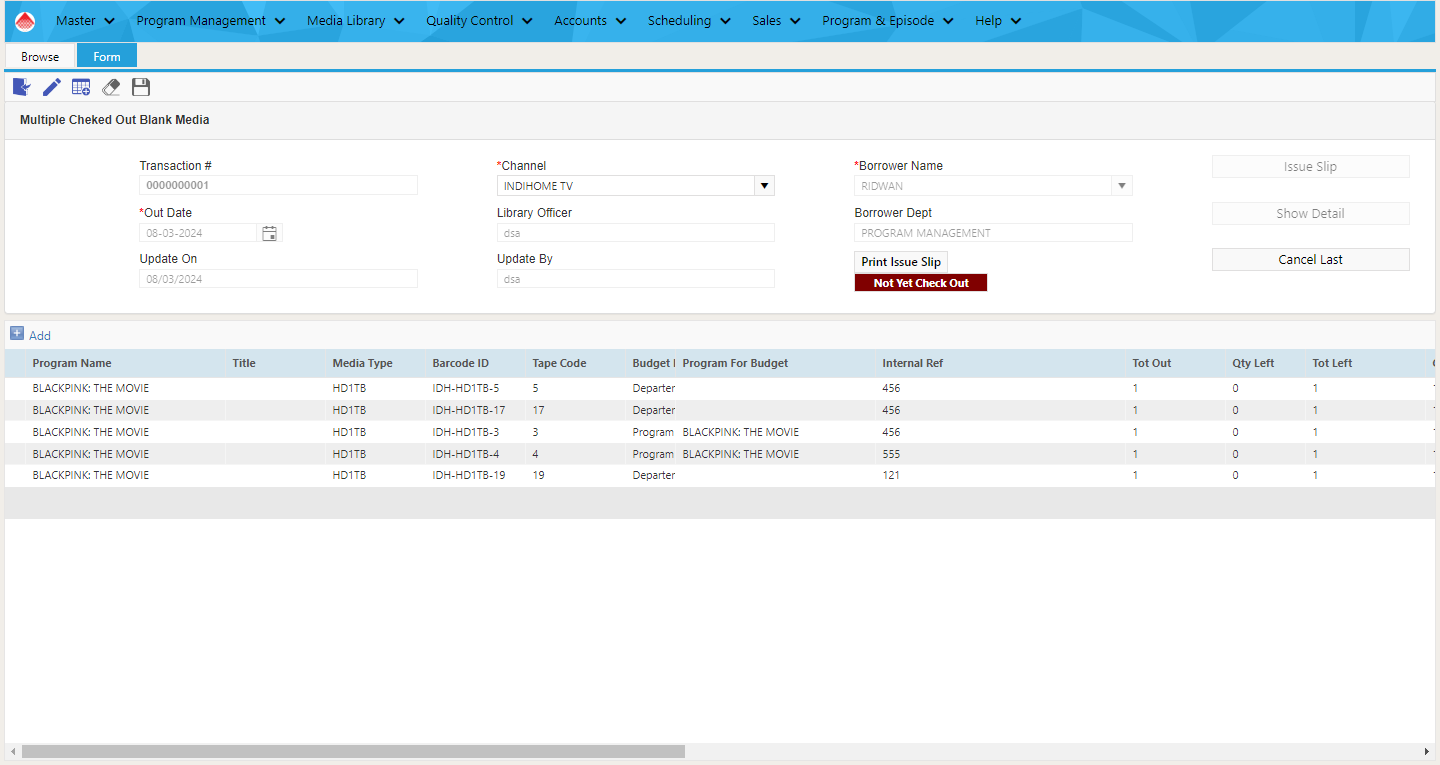 Master Program Management Media Library Quality Control Accounts Scheduling Sales Program & Episode Help
Browse Form
Multiple Cheked Out Blank Media
Transaction # *Channel *Borrower Name Issue Slip
0000000001 INDIHOME TV RIDWAN
*Out Date Library Officer Borrower Dept Show Detail
08-03-2024 dsa PROGRAM MANAGEMENT
Update On Update By Print Issue Slip Cancel Last
08/03/2024 dsa Not Yet Check Out
Add
Program Name Title Media Type Barcode ID Tape Code Budget Program For Budget Internal Ref Tot Out Qty Left Tot Left
BLACKPINK: THE MOVIE HD1TB IDH-HD1TB-5 5 Departer 456 1 0 1
BLACKPINK: THE MOVIE HD1TB IDH-HD1TB-17 17 Departer 456 1 0 1
BLACKPINK: THE MOVIE HD1TB IDH-HD1TB-3 3 Program BLACKPINK: THE MOVIE 456 1 0 1
BLACKPINK: THE MOVIE HD1TB IDH-HD1TB-4 4 Program BLACKPINK: THE MOVIE 555 1 0 1
BLACKPINK: THE MOVIE HD1TB IDH-HD1TB-19 19 Departer 121 1 0 1